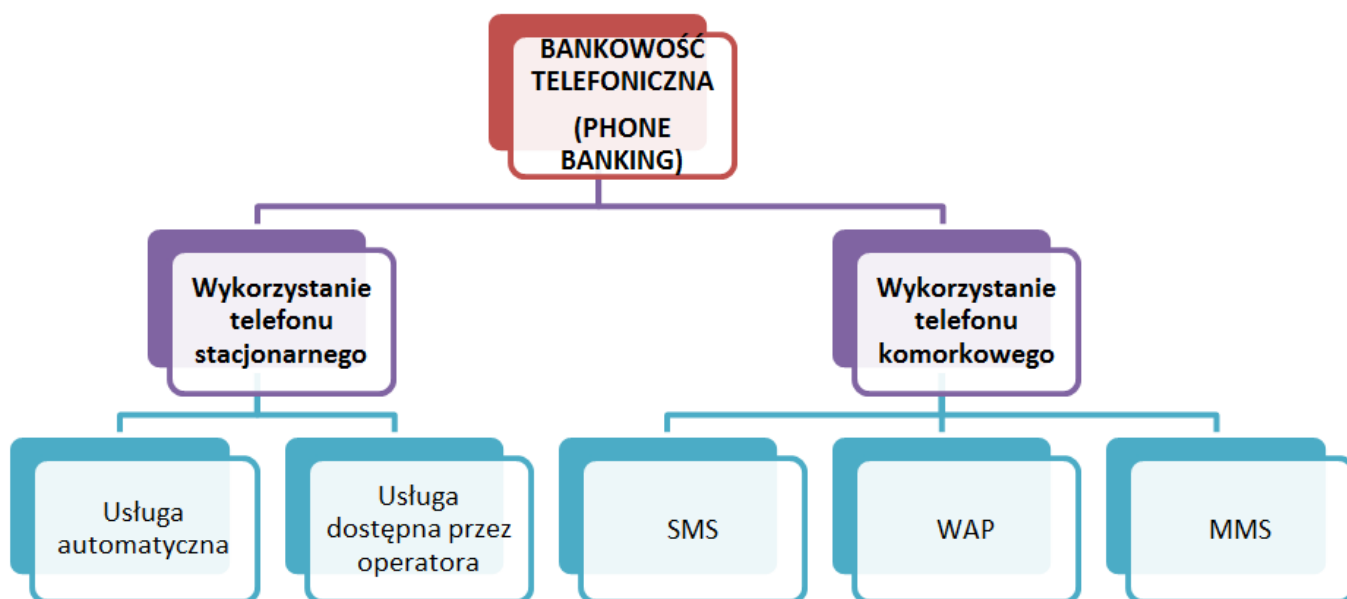 BANKOWOŚĆ
TELEFONICZNA
(PHONE
BANKING)
Wykorzystanie
telefonu
stacjonarnego
Wykorzystanie
telefonu
komorkowego
Usługa
automatyczna
Usługa
dostępna przez
operatora
SMS
WAP
MMS